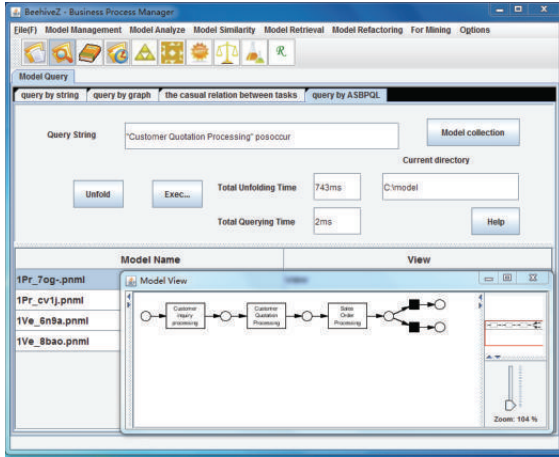 BeehiveZ - Business Process Manager
File(F) Model Management Model Analyze Model Similarity Model Retrieval Model Refactoring For Mining Options
R
Model Query
query by string query by graph the casual relation between tasks query by ASBPQL
Query String "Customer Quotation Processing" posoccur Model collection
Current directory
Unfold Exec... Total Unfolding Time 743ms C:\model
Total Querying Time 2ms Help
Model Name View
1Pr_7og-.pnml
1Pr_cv1j.pnml
1Ve_6n9a.pnml
1Ve_8bao.pnml
Model View
Customer inquiry processing
Customer Quotation Processing
Sales Order Processing
Zoom: 104 %